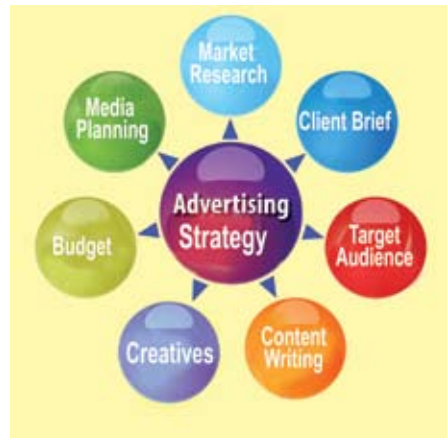 Market
Research
Client Brief
Target
Audience
Content
Writing
Creatives
Budget
Media
Planning
Advertising
Strategy